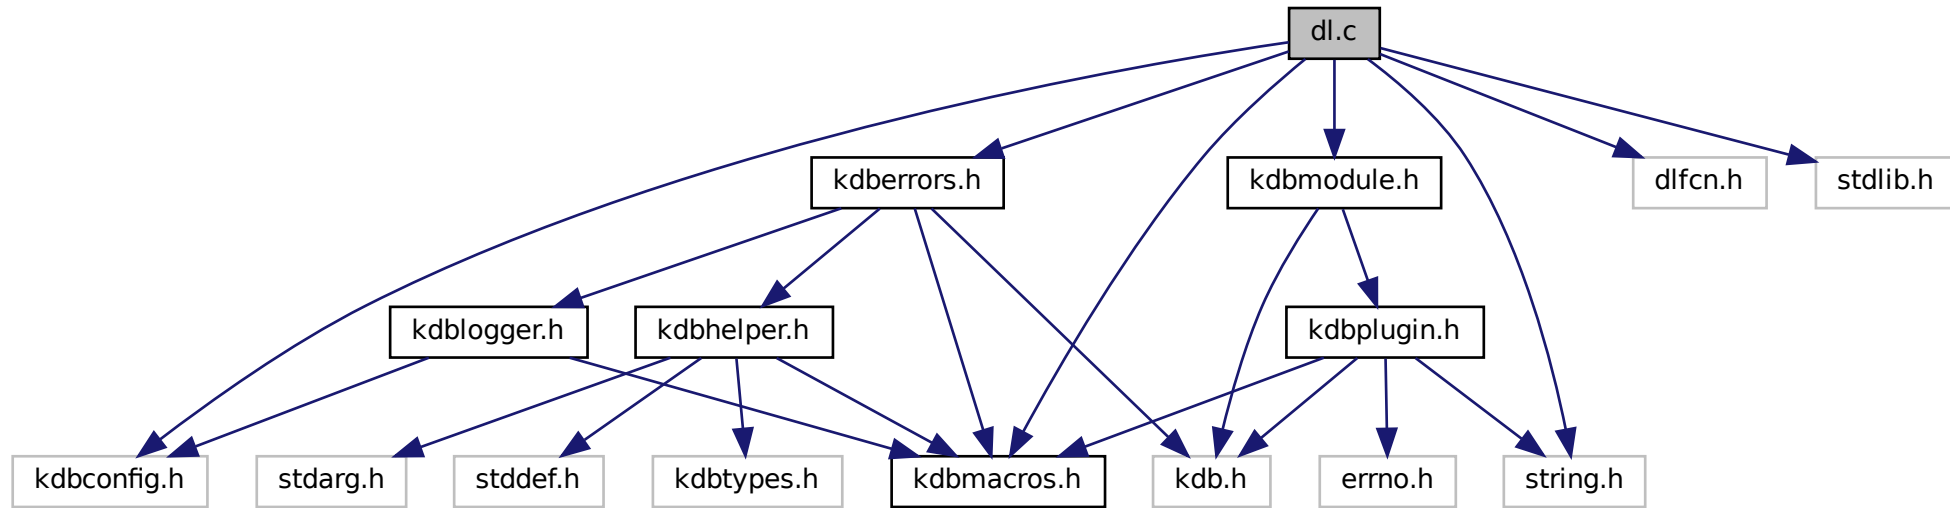 dl.c
kdberrors.h
kdbmodule.h
dlfcn.h
stdlib.h
kdblogger.h
kdbhelper.h
kdbplugin.h
kdbconfig.h
stdarg.h
stddef.h
kdbtypes.h
kdbmacros.h
kdb.h
errno.h
string.h